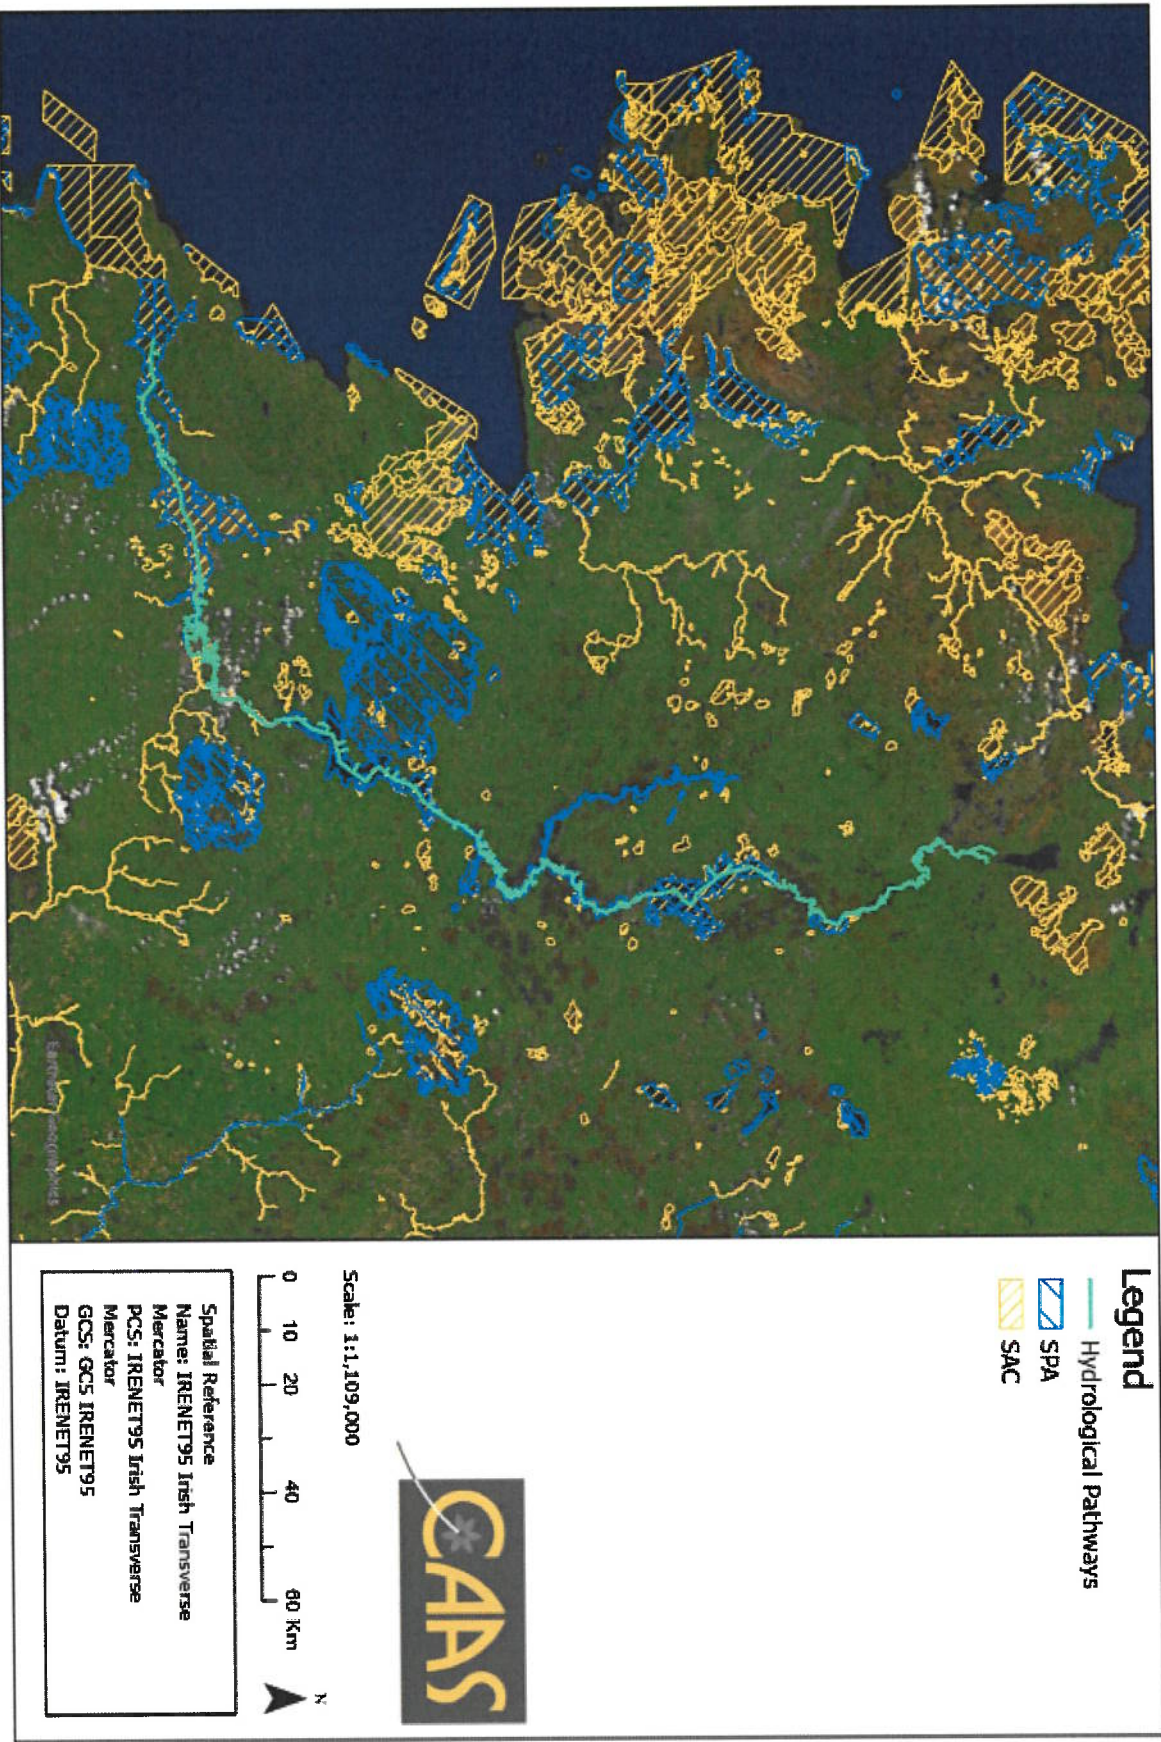 Legend
Hydrological Pathways
SPA
SAC
CAAS
Scale: 1:1,109,000
0 10 20 40 60 Km
N
Spatial Reference
Name: IRENET95 Irish Transverse
Mercator
PCS: IRENET95 Irish Transverse
Mercator
GCS: GCS IRENET95
Datum: IRENET95